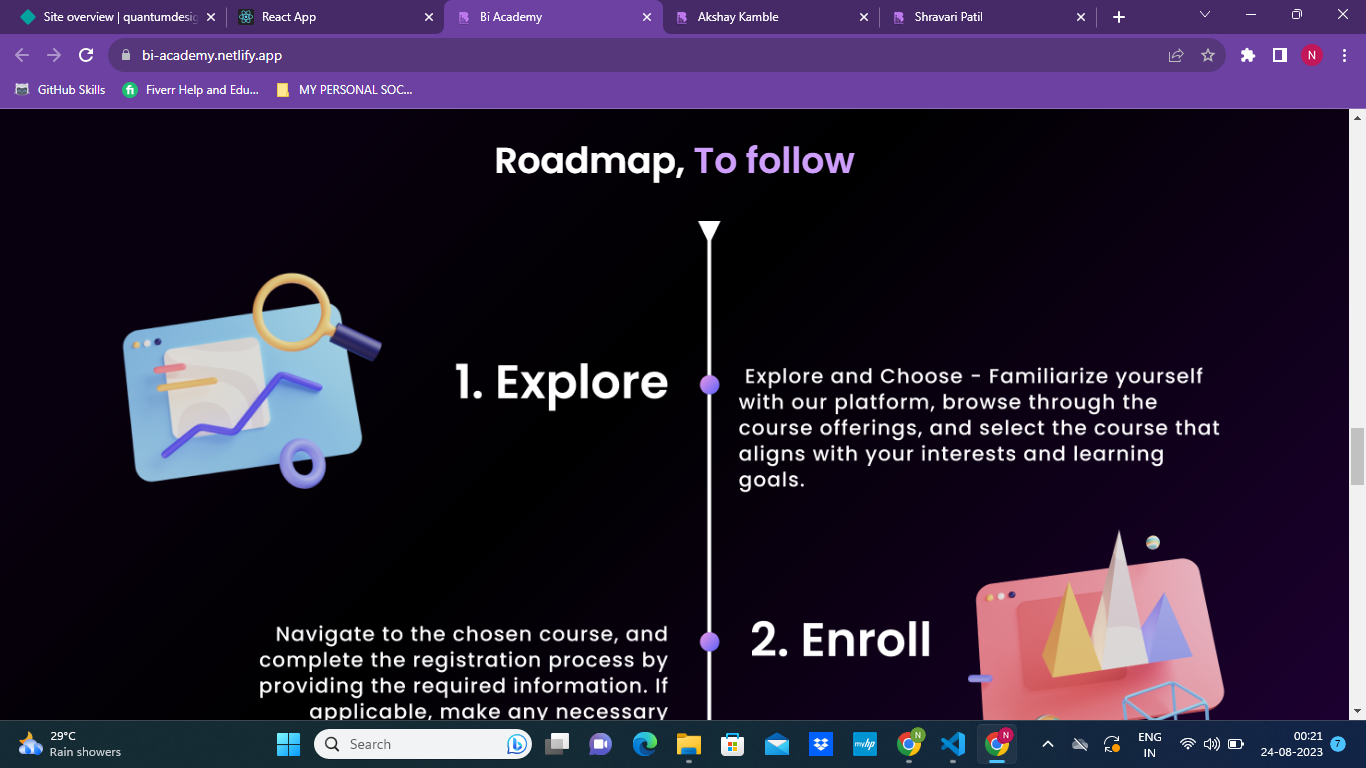 Site overview | quantumdesig
React App
Bi Academy
Akshay Kamble
Shravari Patil
bi-academy.netlify.app
N
GitHub Skills
fi
Fiverr Help and Edu...
MY PERSONAL SOC...
Roadmap, To follow
1. Explore
Explore and Choose - Familiarize yourself
with our platform, browse through the
course offerings, and select the course that
aligns with your interests and learning
goals.
Navigate to the chosen course, and
complete the registration process by
providing the required information. If
applicable, make any necessary
2. Enroll
29°C
Rain showers
Search
myhp
N
N
ENG
IN
00:21
24-08-2023
7